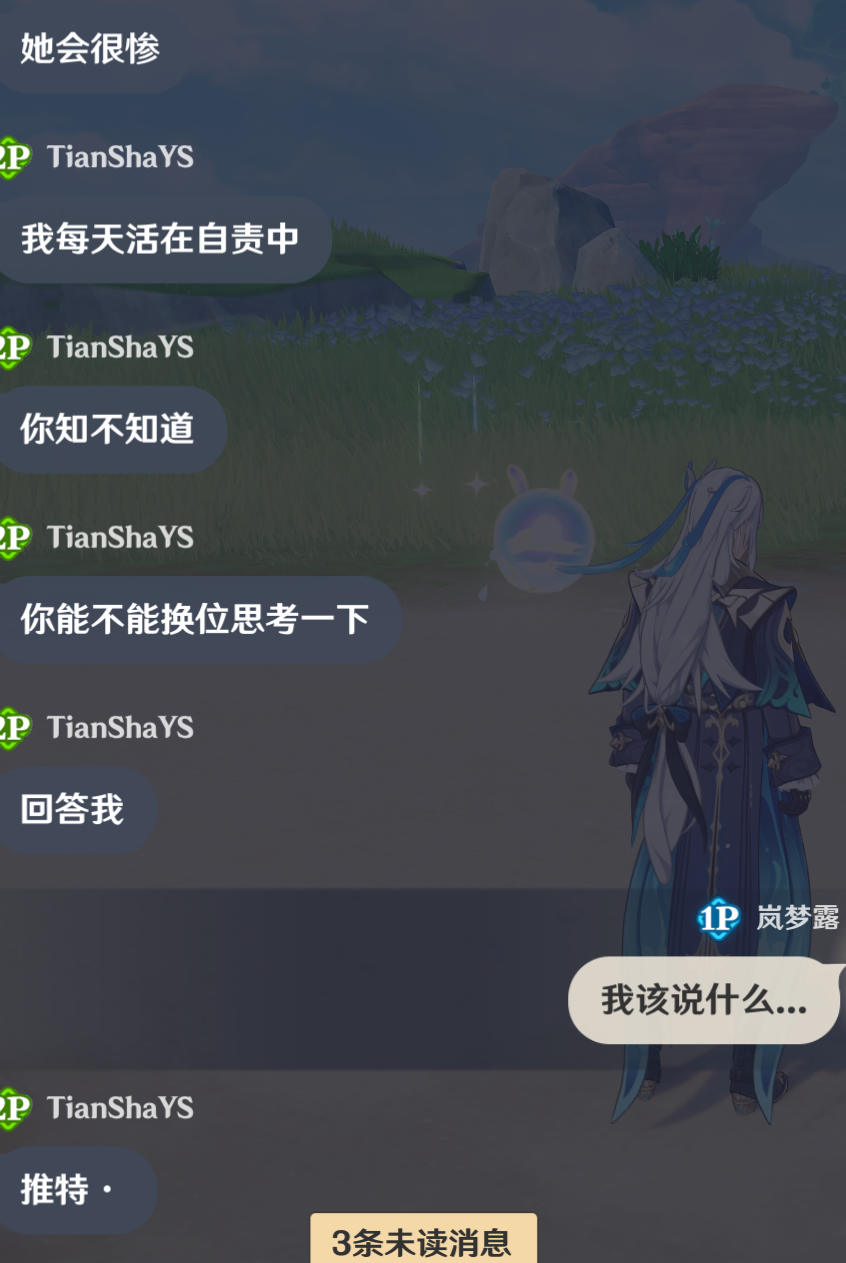 她会很惨
2P TianShaYS
我每天活在自责中
2P TianShaYS
你知不知道
2P TianShaYS
你能不能换位思考一下
2P TianShaYS
回答我
1P 岚梦露
我该说什么...
2P TianShaYS
推特·
3条未读消息